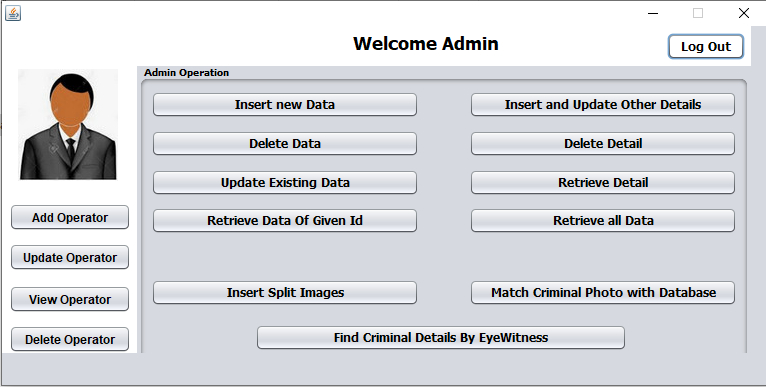 Welcome Admin
Log Out
Admin Operation
Insert new Data
Insert and Update Other Details
Delete Data
Delete Detail
Update Existing Data
Retrieve Detail
Retrieve Data Of Given Id
Retrieve all Data
Insert Split Images
Match Criminal Photo with Database
Find Criminal Details By EyeWitness
Add Operator
Update Operator
View Operator
Delete Operator